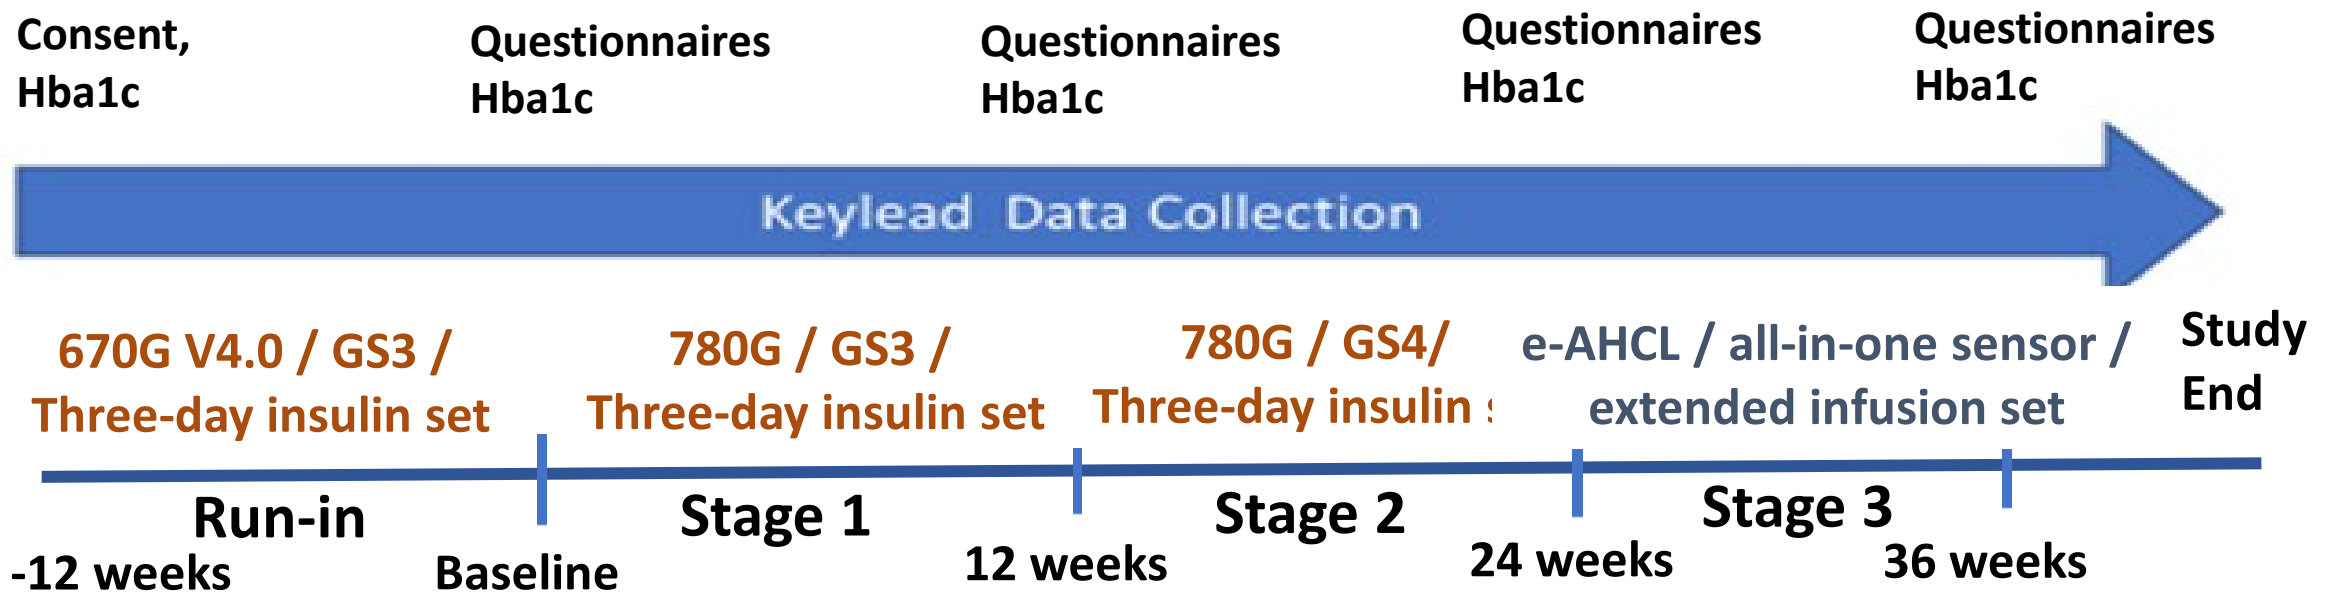 Consent,
Hba1c
Questionnaires
Hba1c
Questionnaires
Hba1c
Questionnaires
Hba1c
Questionnaires
Hba1c
Keylead Data Collection
670G V4.0 / GS3 /
Three-day insulin set
780G / GS3 /
Three-day insulin set
780G / GS4/
Three-day insulin
e-AHCL / all-in-one sensor /
extended infusion set
Study
End
Run-in
Stage 1
Stage 2
Stage 3
-12 weeks
Baseline
12 weeks
24 weeks
36 weeks